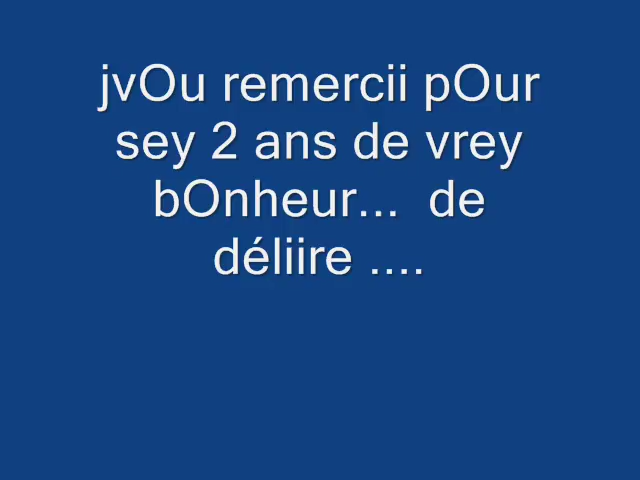 jvOu remercii pOur
sey 2 ans de vrey
bOnheur...  de
déliire ....